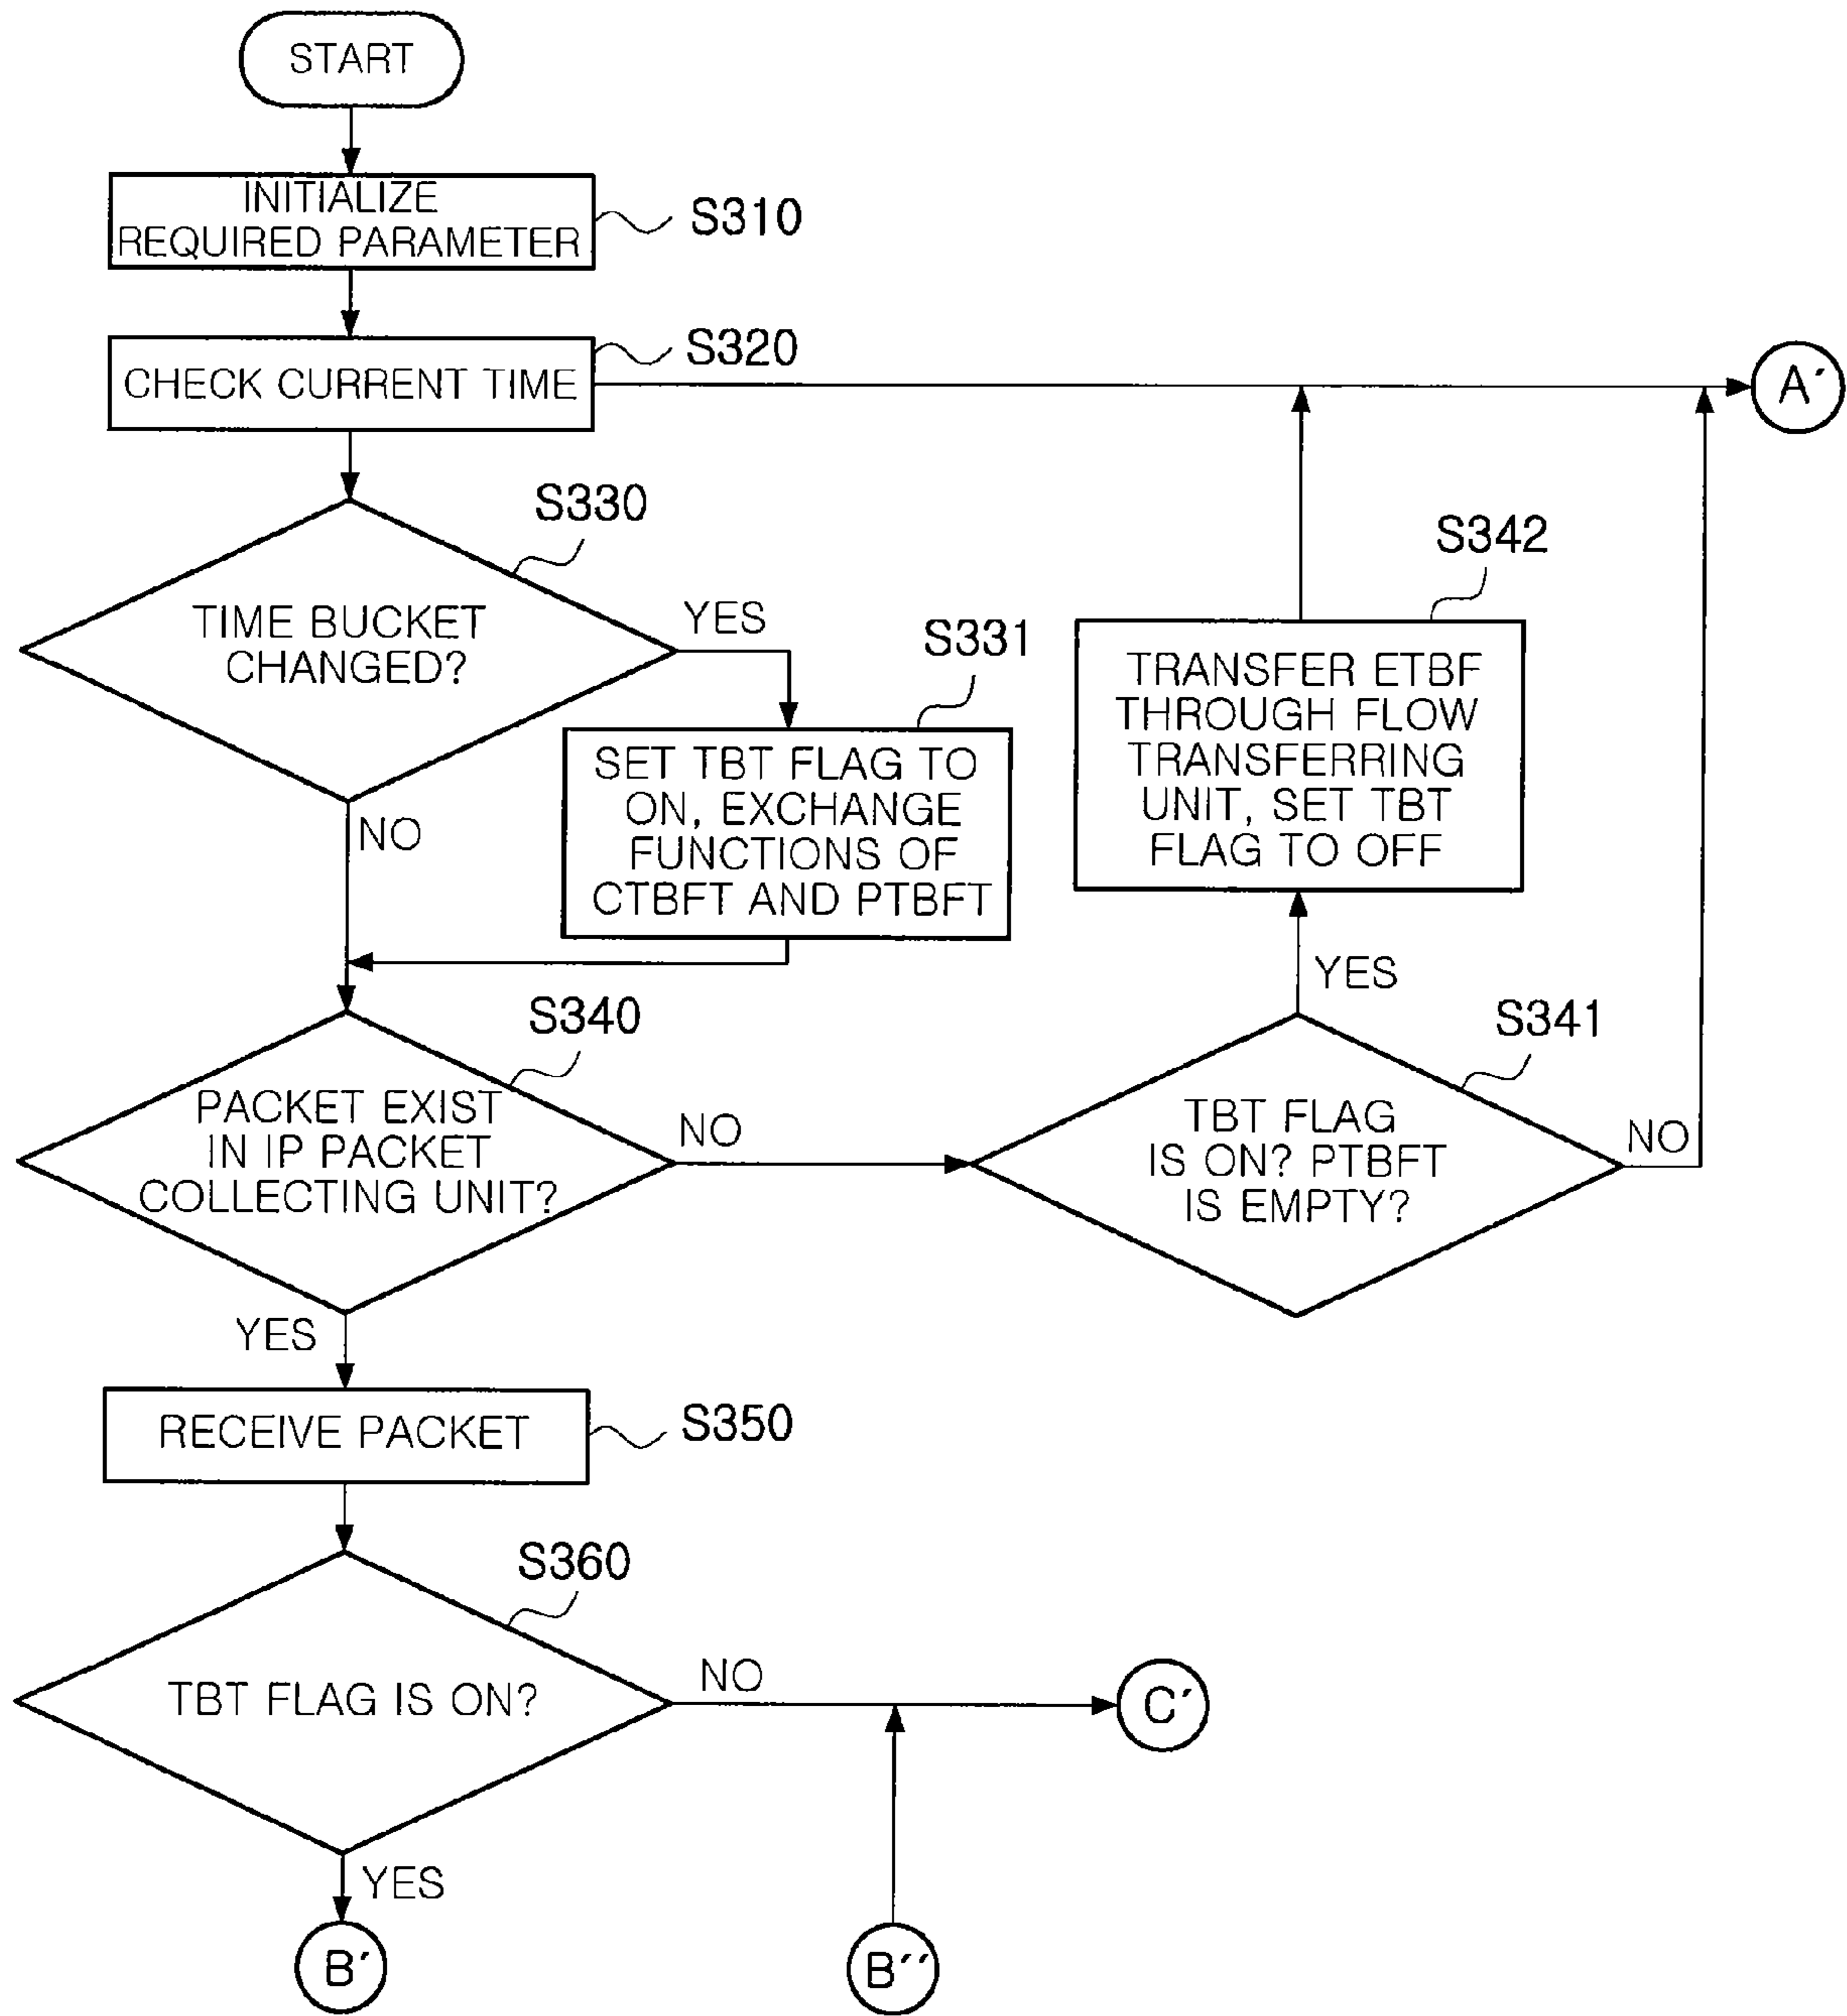 START
INITIALIZE
REQUIRED PARAMETER
S310
CHECK CURRENT TIME
S320
A′
TIME BUCKET
CHANGED?
S330
YES
NO
SET TBT FLAG TO
ON, EXCHANGE
FUNCTIONS OF
CTBFT AND PTBFT
S331
TRANSFER ETBF
THROUGH FLOW
TRANSFERRING
UNIT, SET TBT
FLAG TO OFF
S342
YES
PACKET EXIST
IN IP PACKET
COLLECTING UNIT?
S340
NO
YES
TBT FLAG
IS ON? PTBFT
IS EMPTY?
S341
NO
RECEIVE PACKET
S350
TBT FLAG IS ON?
S360
NO
C′
YES
B′
B′′